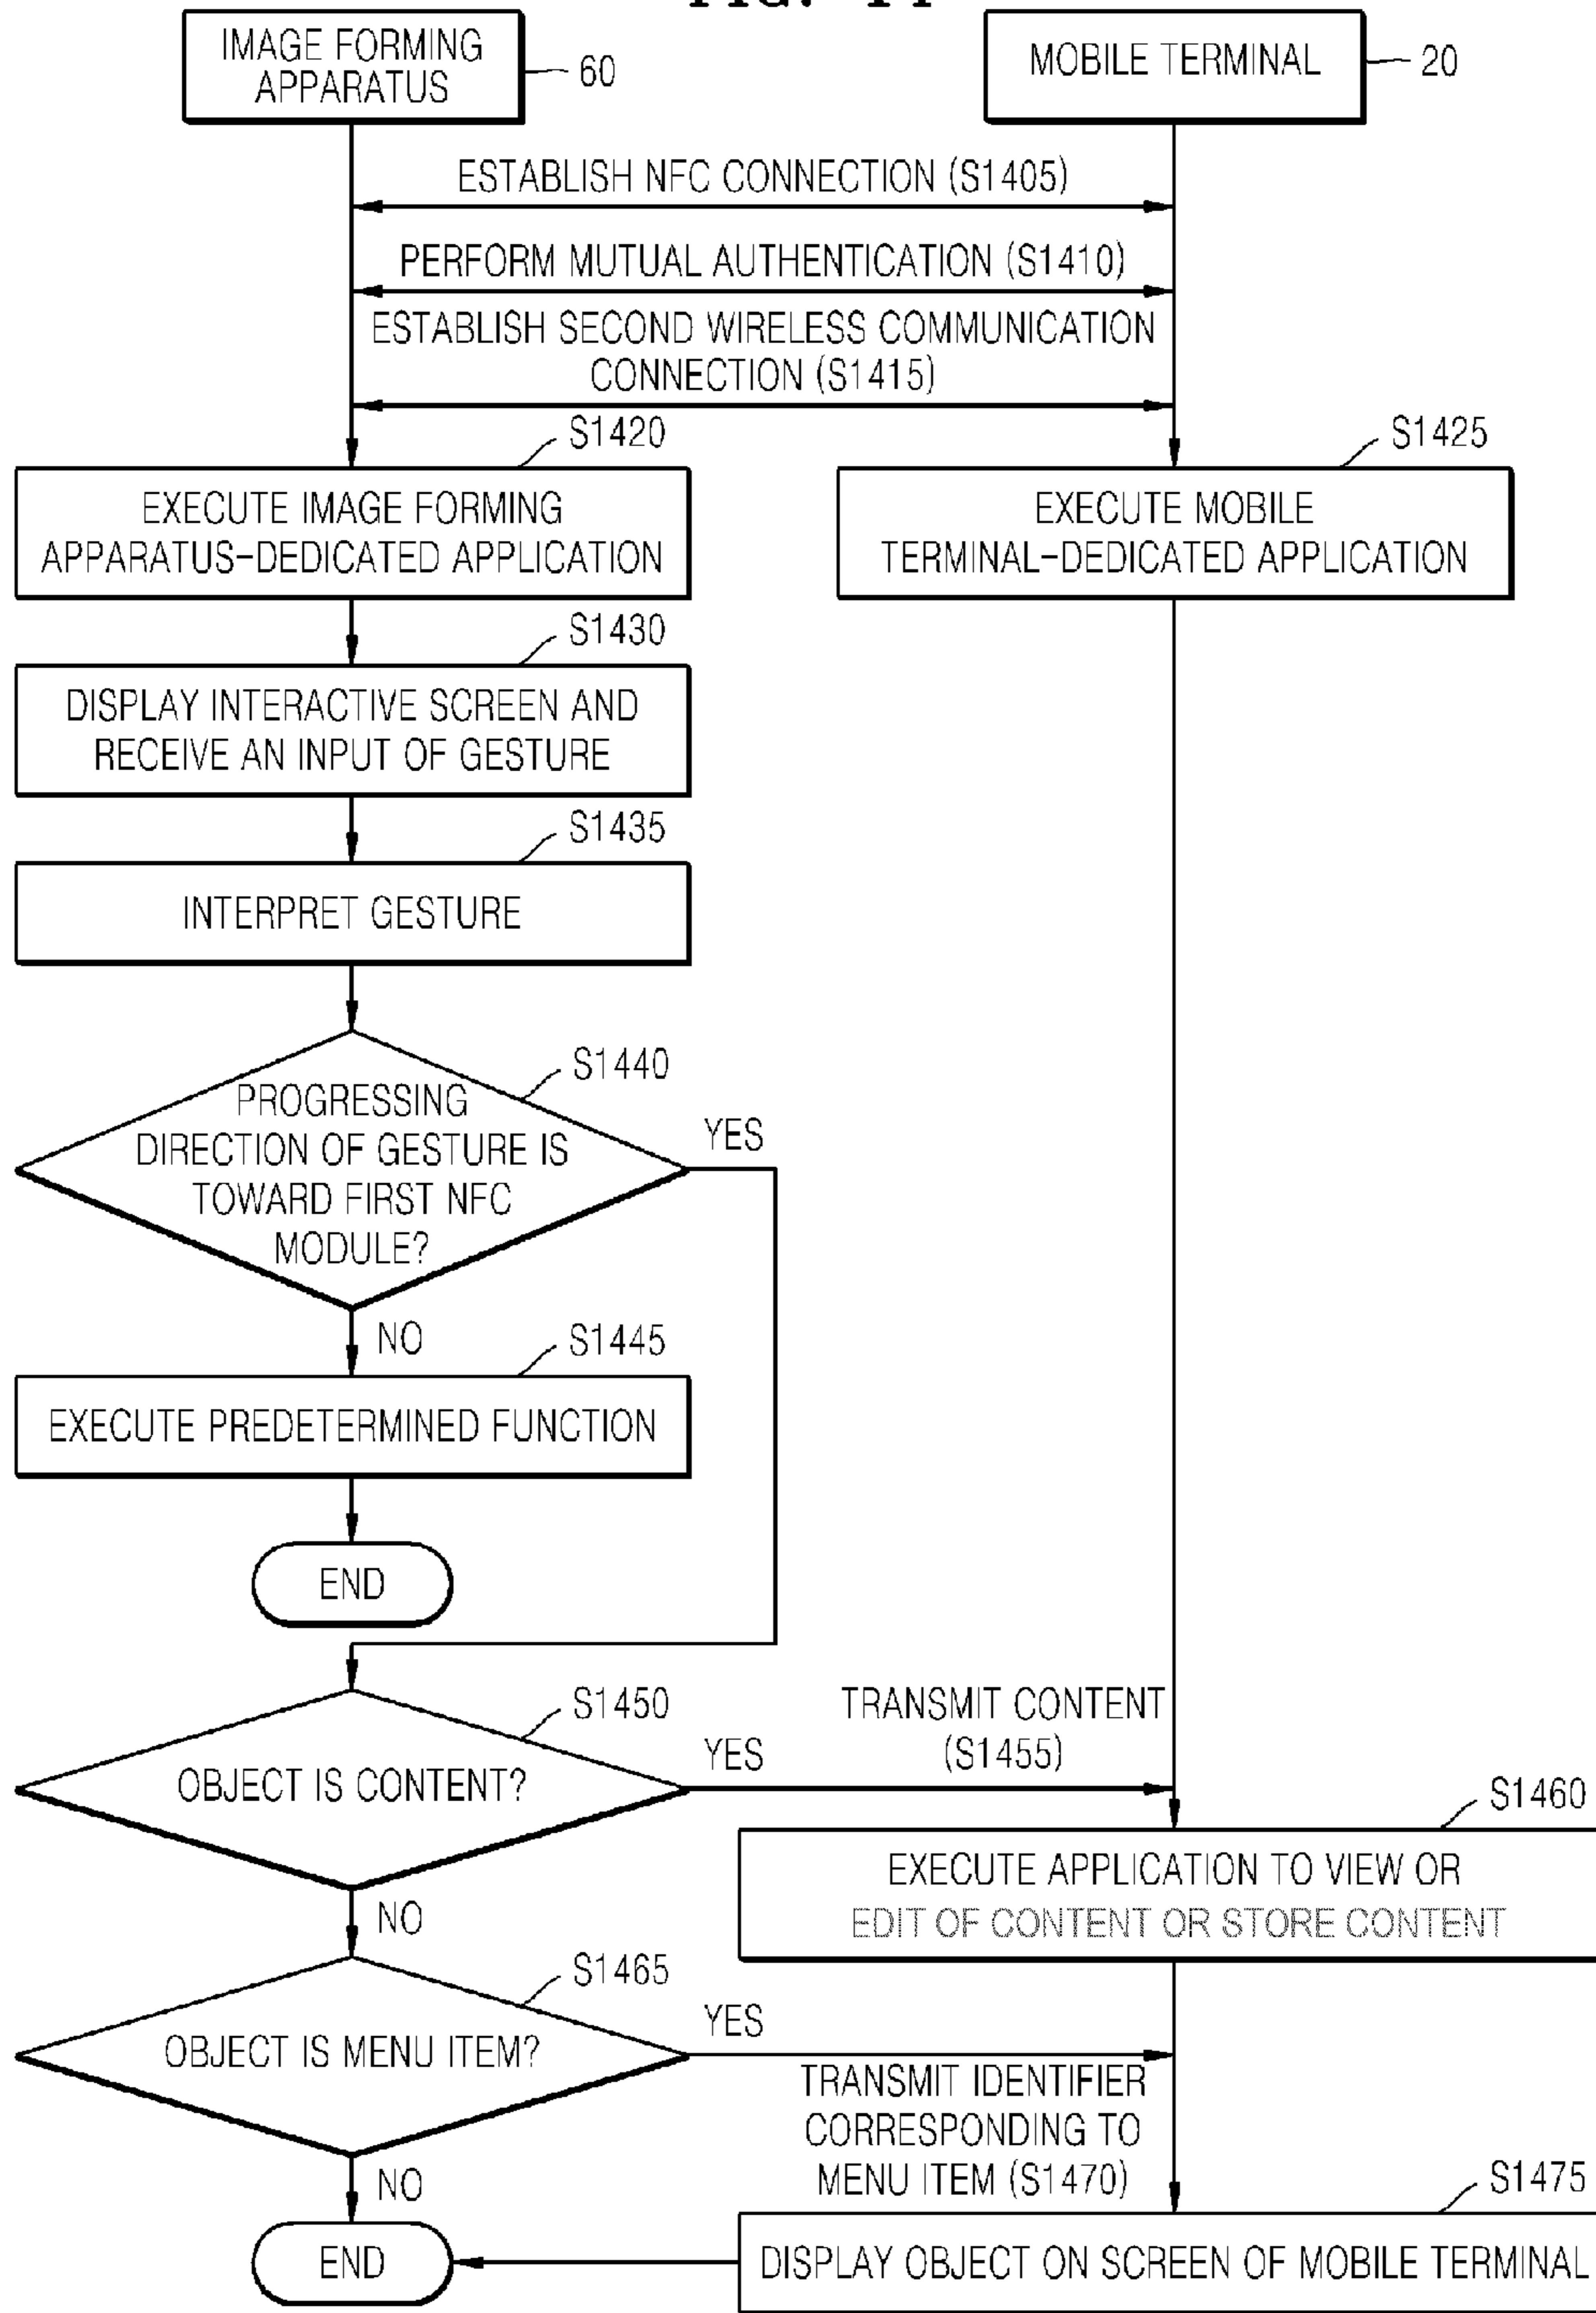 FIG. 14
IMAGE FORMING
APPARATUS
60
MOBILE TERMINAL
20
ESTABLISH NFC CONNECTION (S1405)
PERFORM MUTUAL AUTHENTICATION (S1410)
ESTABLISH SECOND WIRELESS COMMUNICATION
CONNECTION (S1415)
S1420
EXECUTE IMAGE FORMING
APPARATUS-DEDICATED APPLICATION
S1425
EXECUTE MOBILE
TERMINAL-DEDICATED APPLICATION
S1430
DISPLAY INTERACTIVE SCREEN AND
RECEIVE AN INPUT OF GESTURE
S1435
INTERPRET GESTURE
S1440
PROGRESSING
DIRECTION OF GESTURE IS
TOWARD FIRST NFC
MODULE?
YES
NO
S1445
EXECUTE PREDETERMINED FUNCTION
END
S1450
OBJECT IS CONTENT?
YES
TRANSMIT CONTENT
(S1455)
S1460
EXECUTE APPLICATION TO VIEW OR
EDIT OF CONTENT OR STORE CONTENT
NO
S1465
OBJECT IS MENU ITEM?
YES
TRANSMIT IDENTIFIER
CORRESPONDING TO
MENU ITEM (S1470)
NO
S1475
DISPLAY OBJECT ON SCREEN OF MOBILE TERMINAL
END